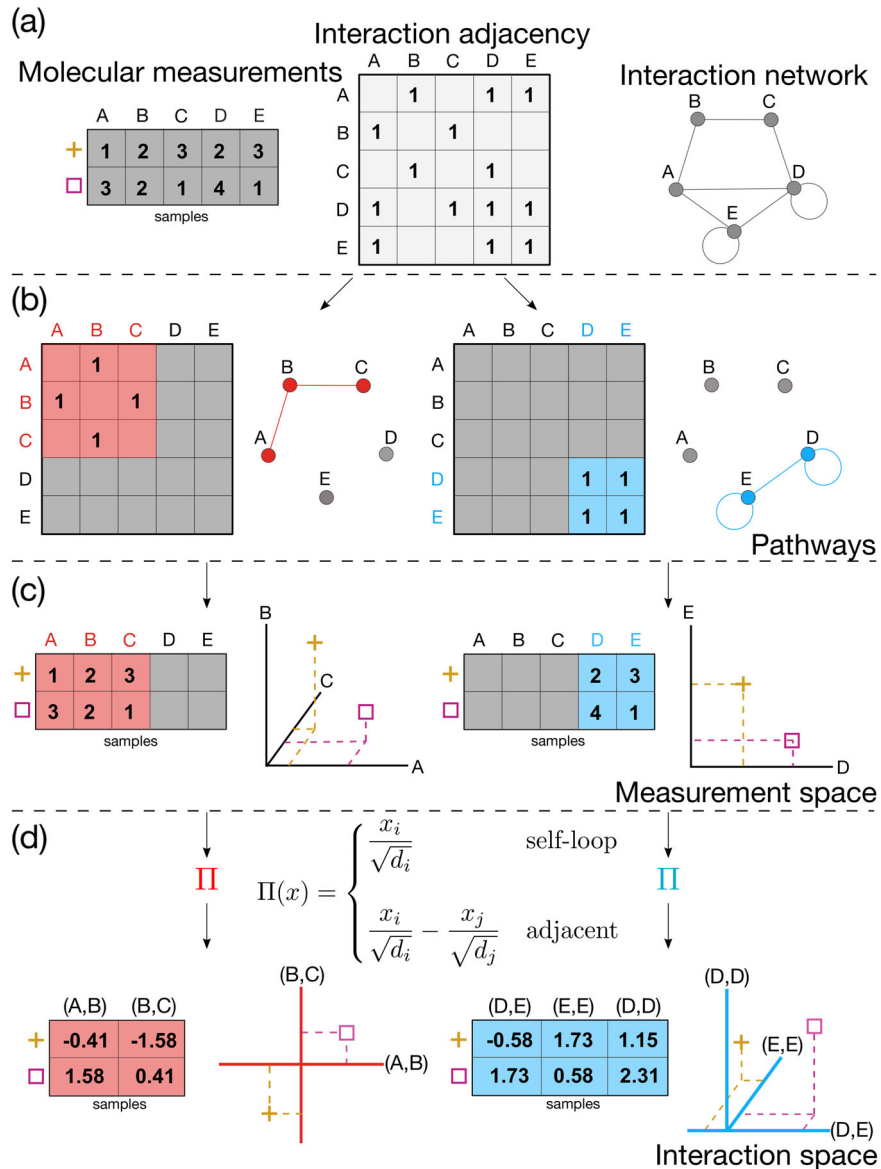 (a)
Interaction adjacency
Molecular measurements
Interaction network
A B C D E
+ 1 2 3 2 3
□ 3 2 1 4 1
samples
A B C D E
A 1 1 1
B 1 1
C 1 1
D 1 1 1 1
E 1 1 1
B C
A D
E
(b)
A B C D E
A 1
B 1 1
C 1
D
E
B C
A D
E
A B C D E
A
B
C
D 1 1
E 1 1
B C
A D
E
Pathways
(c)
A B C D E
+ 1 2 3
□ 3 2 1
samples
B
C
A
A B C D E
+ 2 3
□ 4 1
samples
E
D
Measurement space
(d)
Π
Π(x) = { x_i / √d_i self-loop
x_i / √d_i − x_j / √d_j adjacent
Π
(A,B) (B,C)
+ -0.41 -1.58
□ 1.58 0.41
samples
(B,C)
(A,B)
(D,E) (E,E) (D,D)
+ -0.58 1.73 1.15
□ 1.73 0.58 2.31
samples
(D,D)
(E,E)
(D,E)
Interaction space